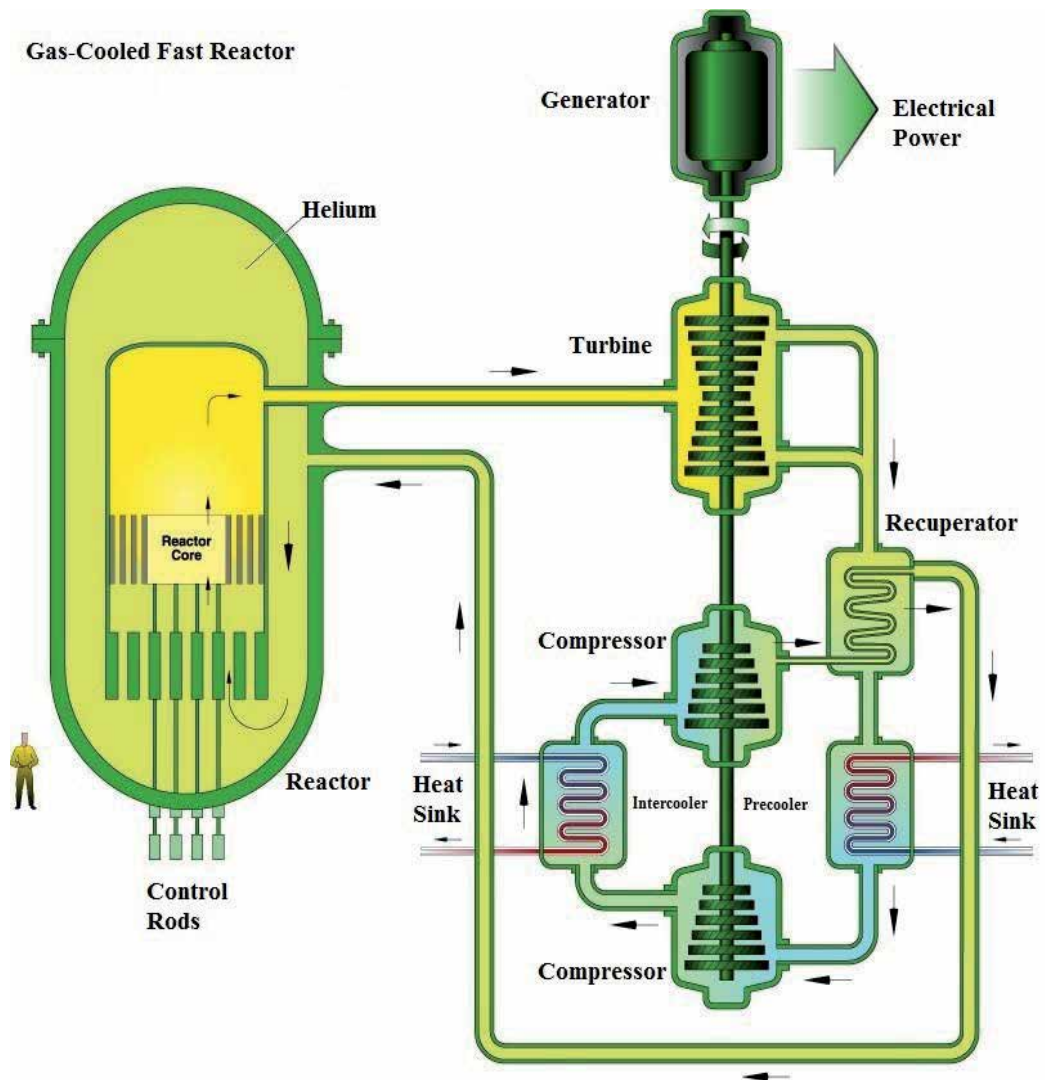 Gas-Cooled Fast Reactor
Generator
Electrical
Power
Helium
Turbine
Recuperator
Reactor
Core
Compressor
Reactor
Heat
Sink
Intercooler
Precooler
Heat
Sink
Control
Rods
Compressor